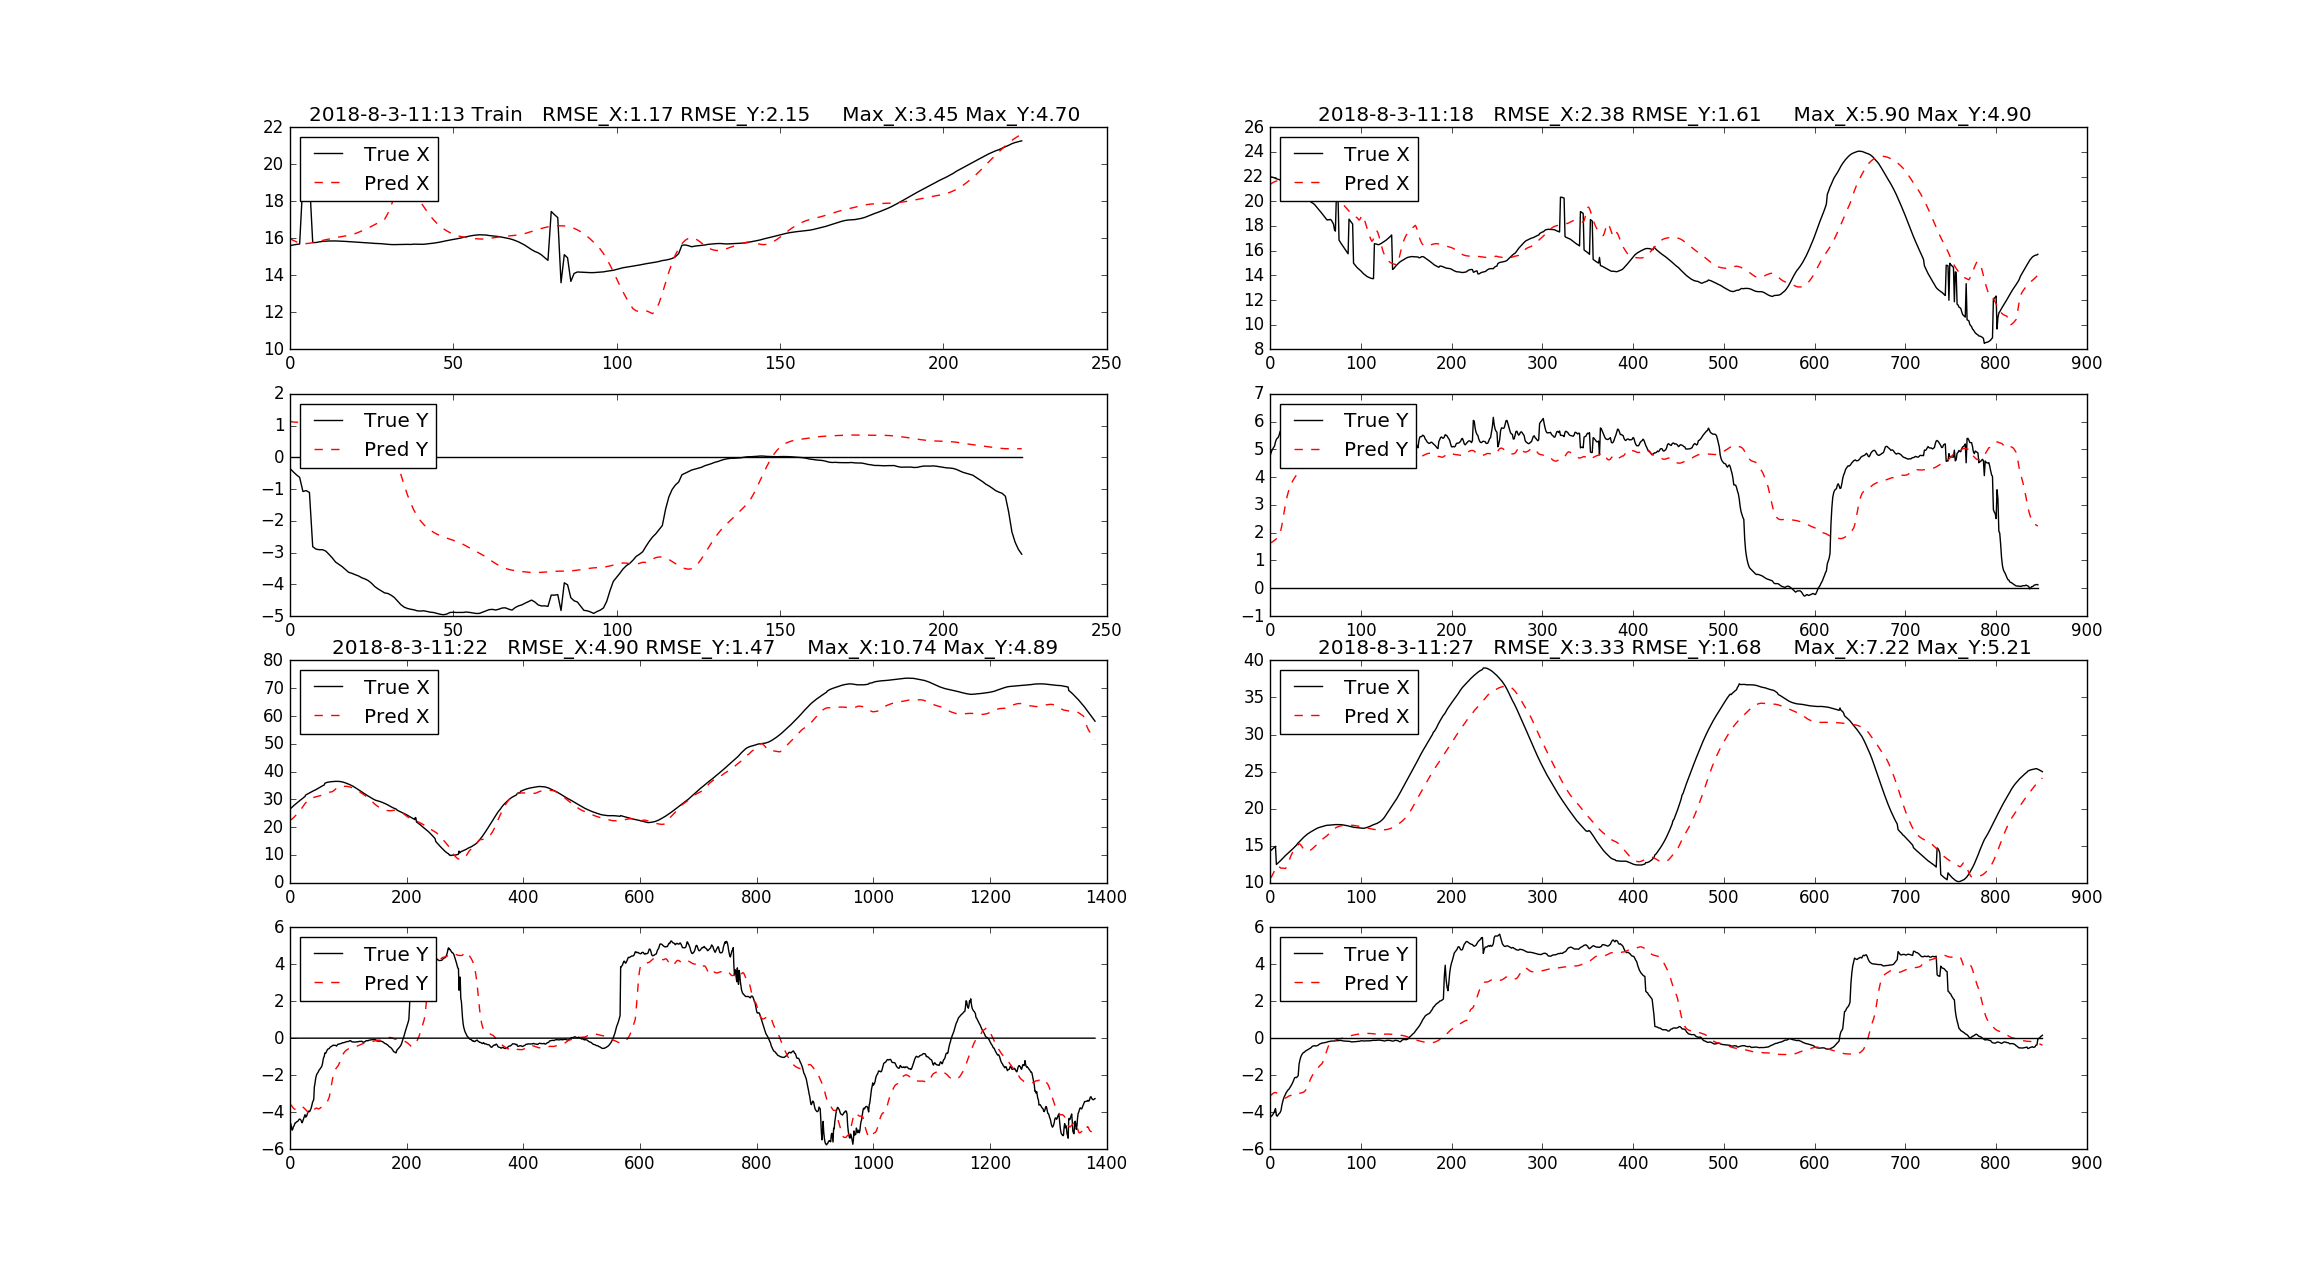 2018-8-3-11:13 Train RMSE_X:1.17 RMSE_Y:2.15 Max_X:3.45 Max_Y:4.70
22
20
18
16
14
12
10
True X
Pred X
0 50 100 150 200 250
2
1
0
−1
−2
−3
−4
−5
True Y
Pred Y
0 50 100 150 200 250
2018-8-3-11:18 RMSE_X:2.38 RMSE_Y:1.61 Max_X:5.90 Max_Y:4.90
26
24
22
20
18
16
14
12
10
8
True X
Pred X
0 100 200 300 400 500 600 700 800 900
7
6
5
4
3
2
1
0
−1
True Y
Pred Y
0 100 200 300 400 500 600 700 800 900
2018-8-3-11:22 RMSE_X:4.90 RMSE_Y:1.47 Max_X:10.74 Max_Y:4.89
80
70
60
50
40
30
20
10
0
True X
Pred X
0 200 400 600 800 1000 1200 1400
6
4
2
0
−2
−4
−6
True Y
Pred Y
0 200 400 600 800 1000 1200 1400
2018-8-3-11:27 RMSE_X:3.33 RMSE_Y:1.68 Max_X:7.22 Max_Y:5.21
40
35
30
25
20
15
10
True X
Pred X
0 100 200 300 400 500 600 700 800 900
6
4
2
0
−2
−4
−6
True Y
Pred Y
0 100 200 300 400 500 600 700 800 900